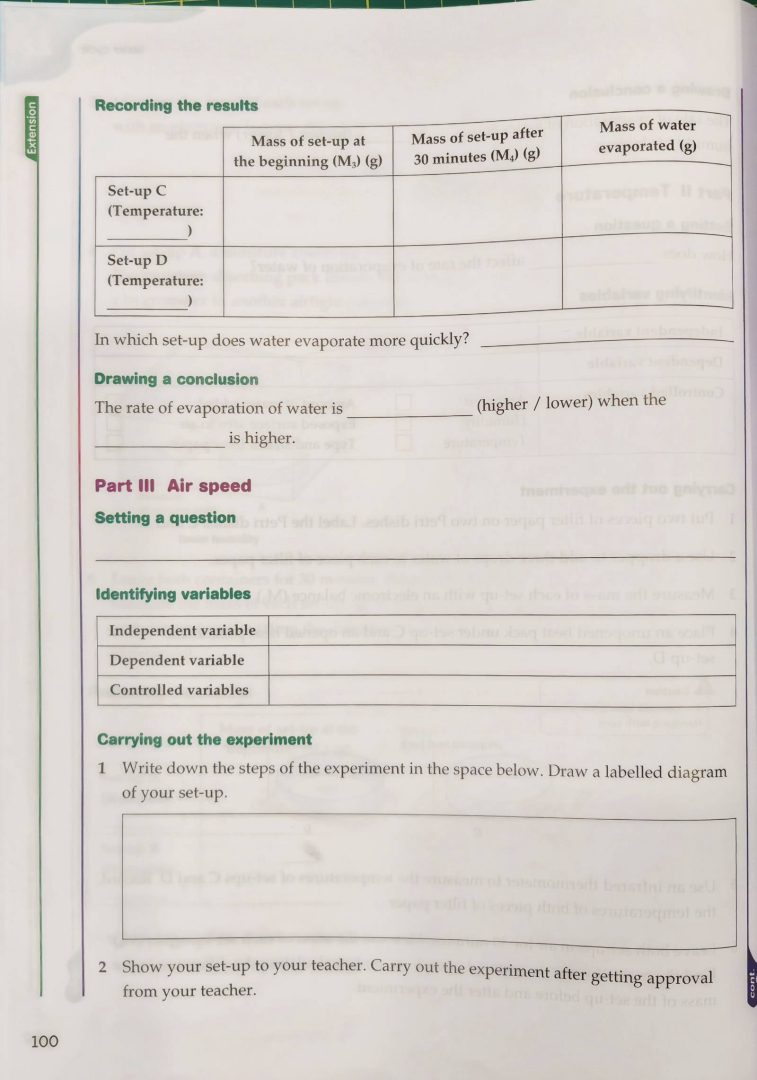 Extension
Recording the results
Mass of set-up at
the beginning (M₃) (g)
Mass of set-up after
30 minutes (M₄) (g)
Mass of water
evaporated (g)
Set-up C
(Temperature:
____________)
Set-up D
(Temperature:
____________)
In which set-up does water evaporate more quickly? ____________
Drawing a conclusion
The rate of evaporation of water is ____________ (higher / lower) when the
____________ is higher.
Part III Air speed
Setting a question
Identifying variables
Independent variable
Dependent variable
Controlled variables
Carrying out the experiment
1 Write down the steps of the experiment in the space below. Draw a labelled diagram
of your set-up.
2 Show your set-up to your teacher. Carry out the experiment after getting approval
from your teacher.
cont.
100